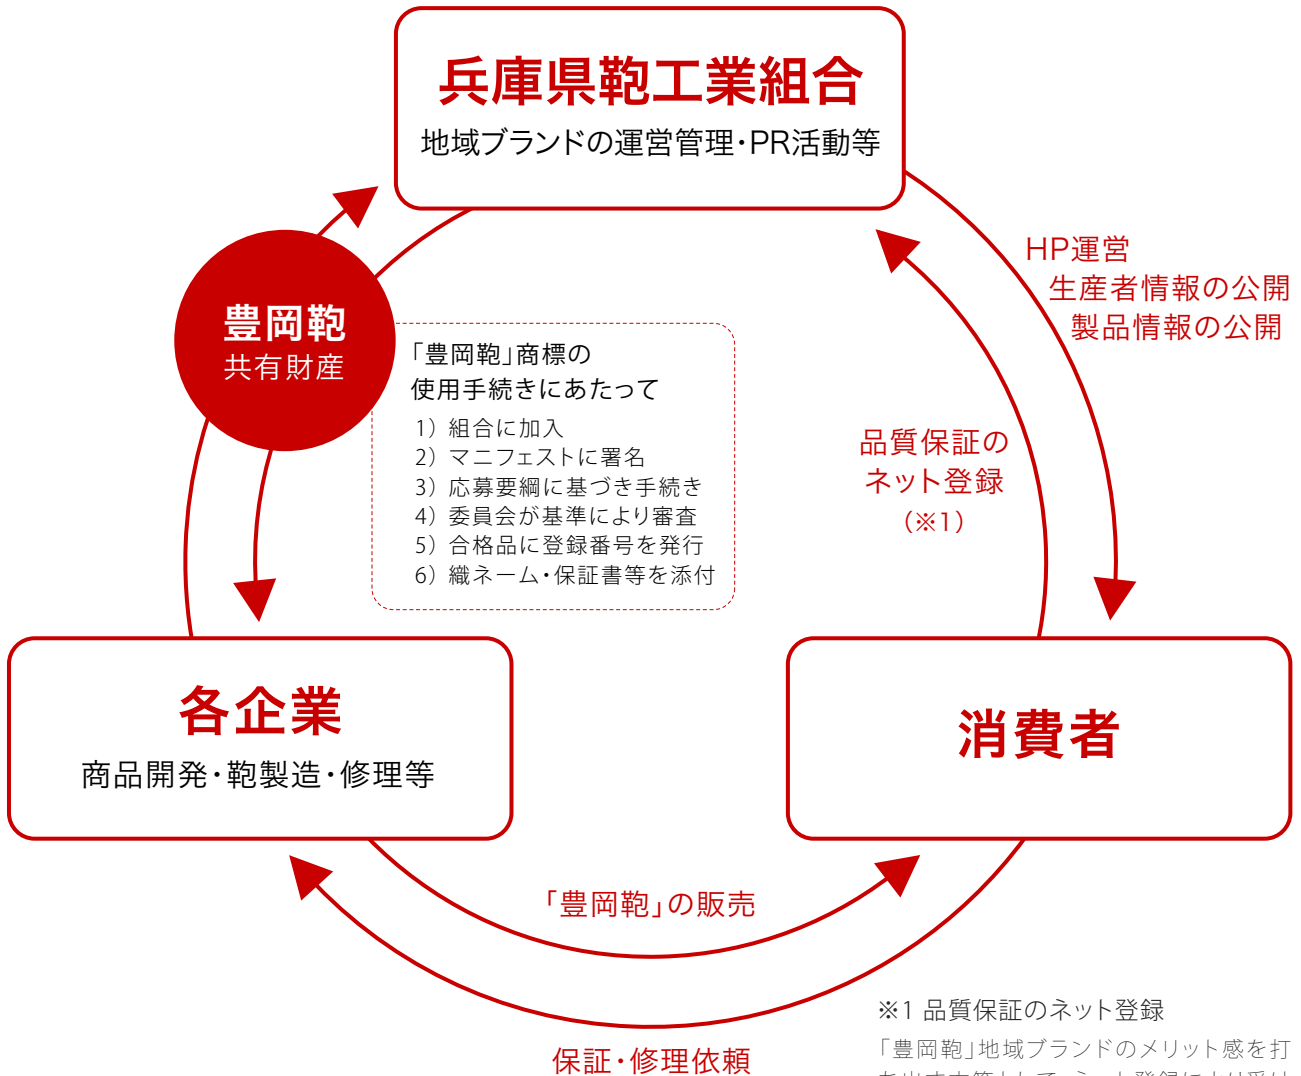 兵庫県鞄工業組合
地域ブランドの運営管理・PR活動等
HP運営
生産者情報の公開
製品情報の公開
豊岡鞄
共有財産
「豊岡鞄」商標の
使用手続きにあたって
1）組合に加入
2）マニフェストに署名
3）応募要綱に基づき手続き
4）委員会が基準により審査
5）合格品に登録番号を発行
6）織ネーム・保証書等を添付
品質保証の
ネット登録
（※1）
各企業
商品開発・鞄製造・修理等
消費者
「豊岡鞄」の販売
保証・修理依頼
※1 品質保証のネット登録
「豊岡鞄」地域ブランドのメリット感を打